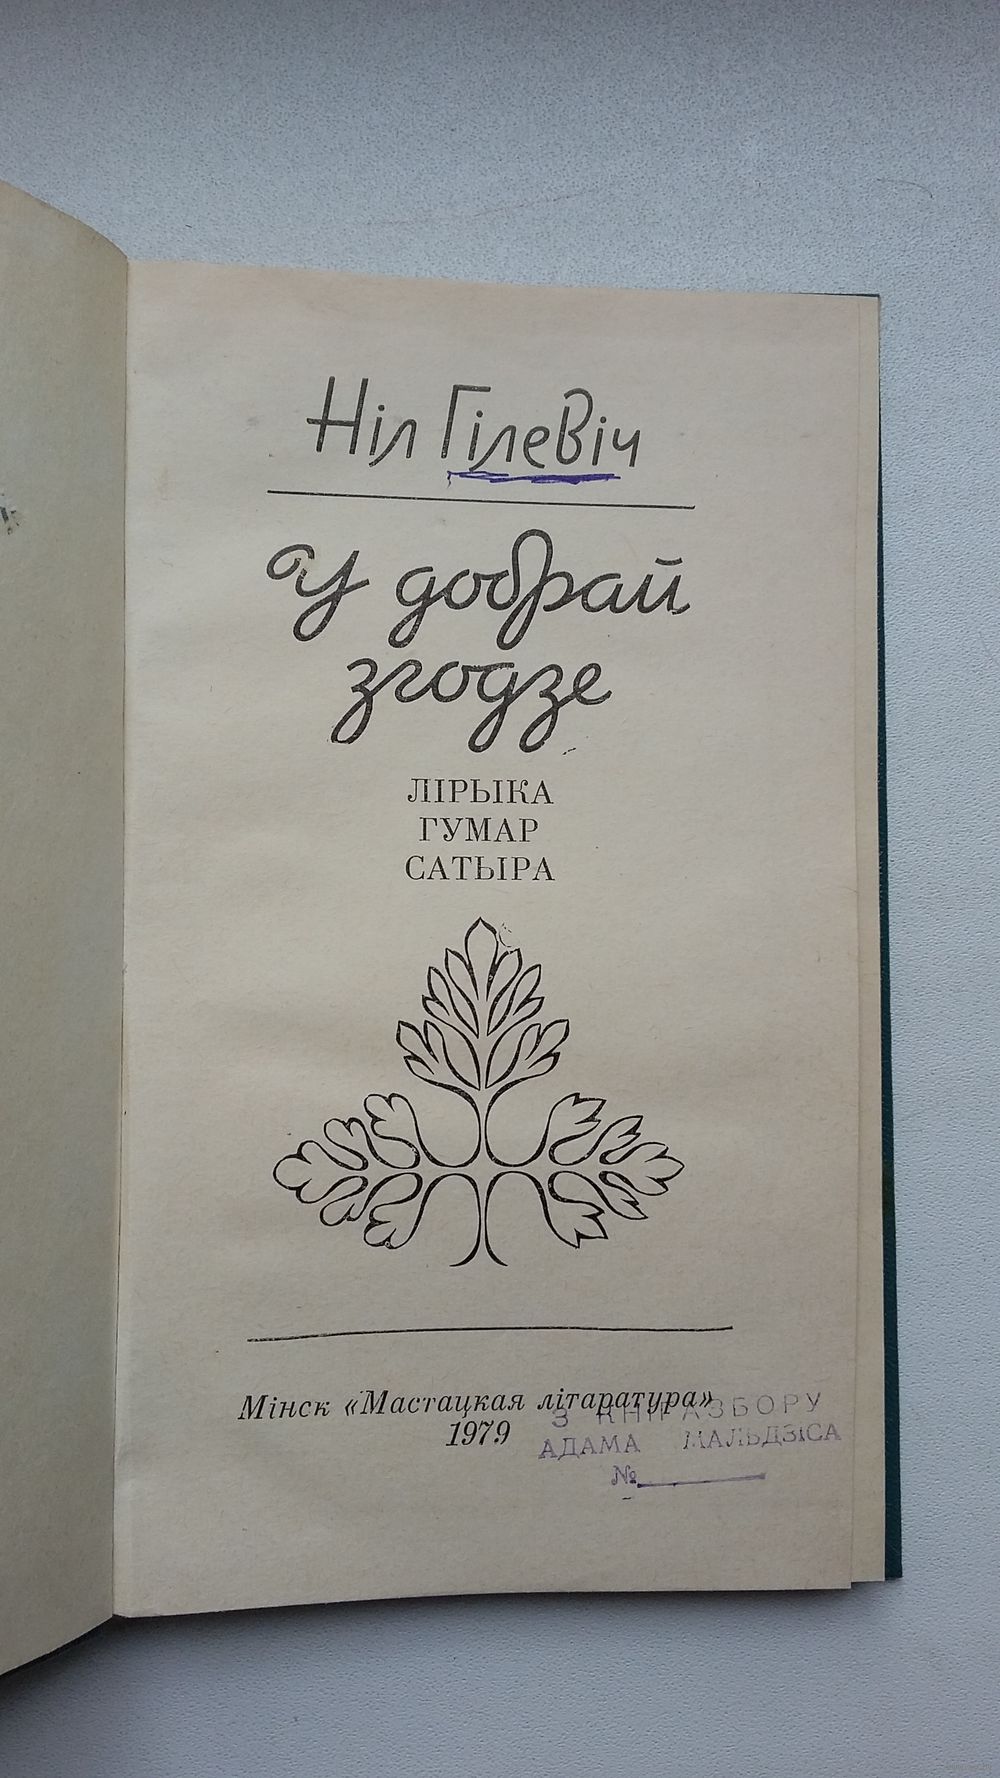 Ніл Гілевіч
У добрай
згодзе
ЛІРЫКА
ГУМАР
САТЫРА
Мінск «Мастацкая літаратура»
1979
З КНІГАЗБОРУ
АДАМА МАЛЬДЗІСА
№